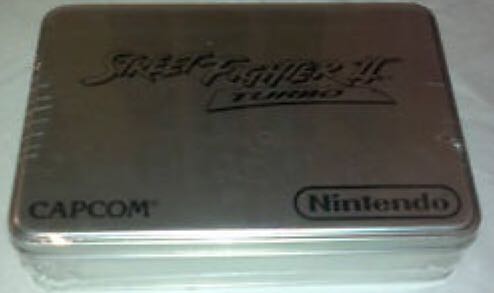 STREET FIGHTER II
TURBO
CAPCOM®
Nintendo